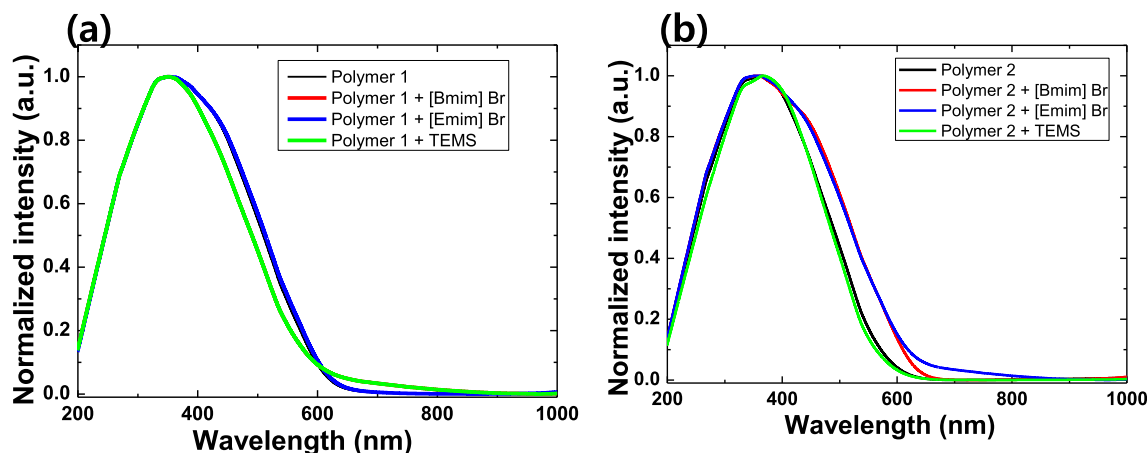 (a)
Normalized intensity (a.u.)
1.0
0.8
0.6
0.4
0.2
0.0
200
400
600
800
1000
Wavelength (nm)
Polymer 1
Polymer 1 + [Bmim] Br
Polymer 1 + [Emim] Br
Polymer 1 + TEMS
(b)
Normalized intensity (a.u.)
1.0
0.8
0.6
0.4
0.2
0.0
200
400
600
800
1000
Wavelength (nm)
Polymer 2
Polymer 2 + [Bmim] Br
Polymer 2 + [Emim] Br
Polymer 2 + TEMS